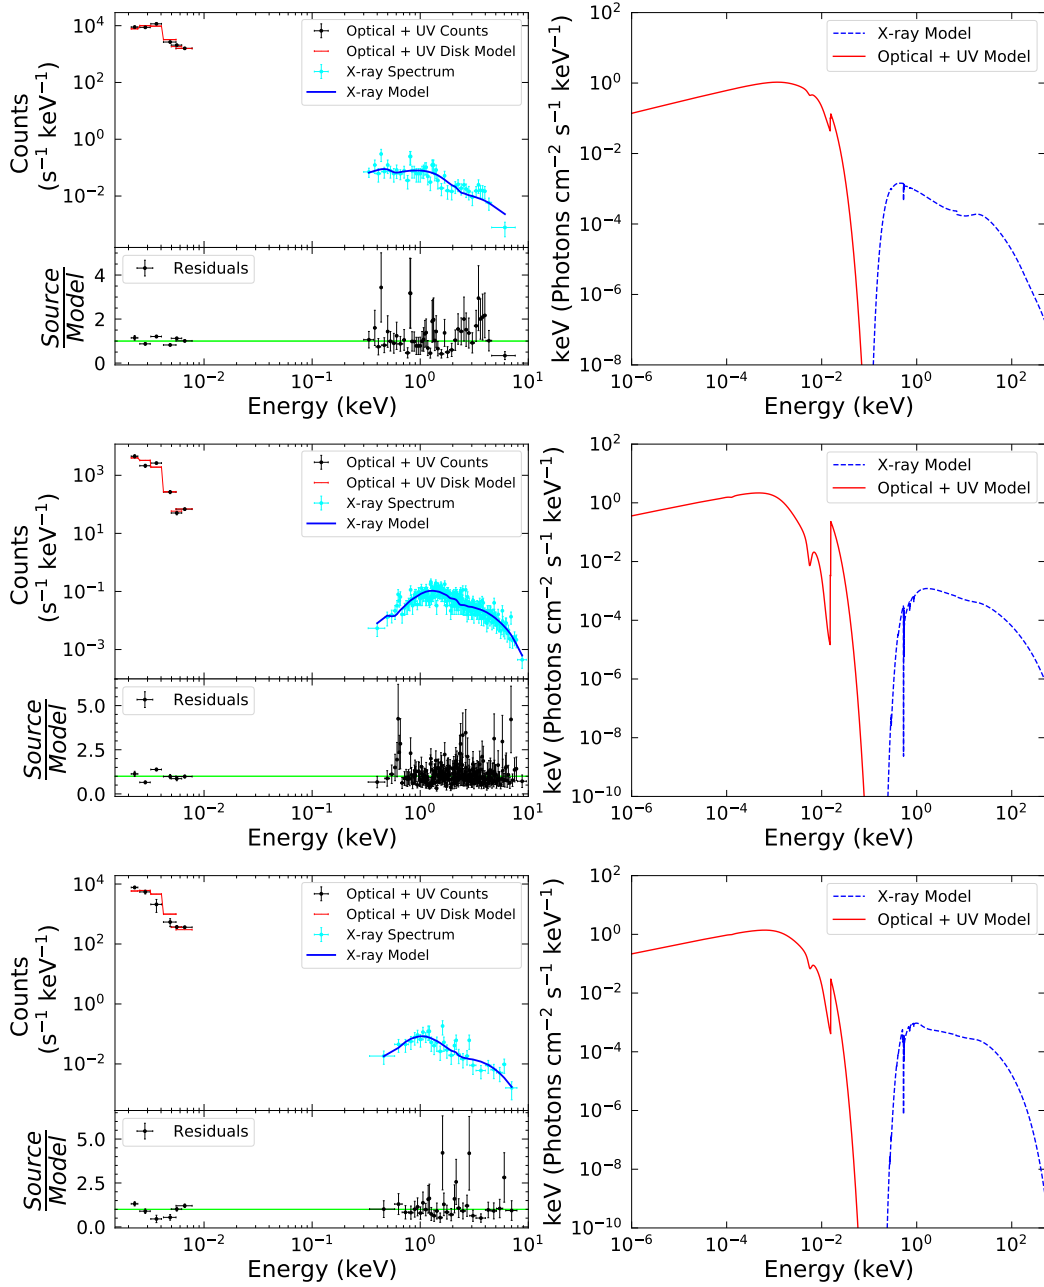 10⁴
10²
10⁰
10⁻²
Counts
(s⁻¹ keV⁻¹)
Optical + UV Counts
Optical + UV Disk Model
X-ray Spectrum
X-ray Model
4
2
0
Source
Model
Residuals
10⁻² 10⁻¹ 10⁰ 10¹
Energy (keV)
10²
10⁰
10⁻²
10⁻⁴
10⁻⁶
10⁻⁸
keV (Photons cm⁻² s⁻¹ keV⁻¹)
X-ray Model
Optical + UV Model
10⁻⁶ 10⁻⁴ 10⁻² 10⁰ 10²
Energy (keV)
10³
10¹
10⁻¹
10⁻³
Counts
(s⁻¹ keV⁻¹)
Optical + UV Counts
Optical + UV Disk Model
X-ray Spectrum
X-ray Model
5.0
2.5
0.0
Source
Model
Residuals
10⁻² 10⁻¹ 10⁰ 10¹
Energy (keV)
10²
10⁰
10⁻²
10⁻⁴
10⁻⁶
10⁻⁸
10⁻¹⁰
keV (Photons cm⁻² s⁻¹ keV⁻¹)
X-ray Model
Optical + UV Model
10⁻⁶ 10⁻⁴ 10⁻² 10⁰ 10²
Energy (keV)
10⁴
10²
10⁰
10⁻²
Counts
(s⁻¹ keV⁻¹)
Optical + UV Counts
Optical + UV Disk Model
X-ray Spectrum
X-ray Model
5.0
2.5
0.0
Source
Model
Residuals
10⁻² 10⁻¹ 10⁰ 10¹
Energy (keV)
10²
10⁰
10⁻²
10⁻⁴
10⁻⁶
10⁻⁸
10⁻¹⁰
keV (Photons cm⁻² s⁻¹ keV⁻¹)
X-ray Model
Optical + UV Model
10⁻⁶ 10⁻⁴ 10⁻² 10⁰ 10²
Energy (keV)